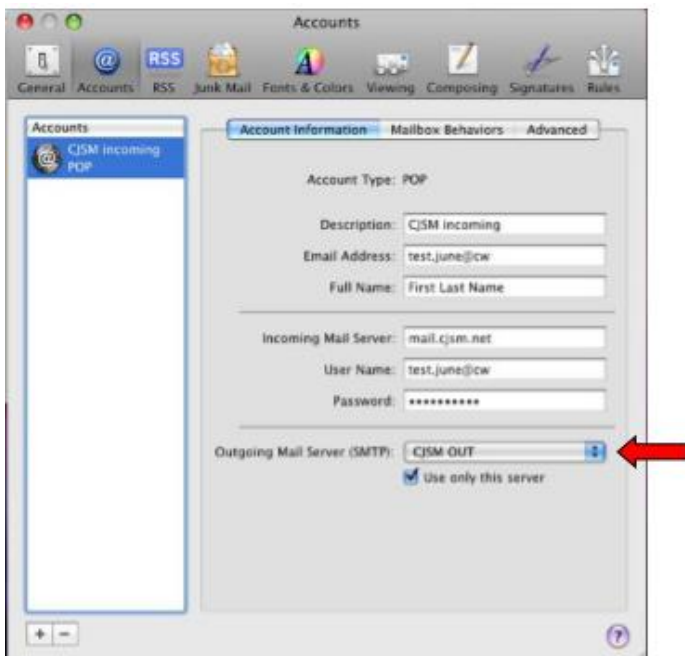 Accounts
General Accounts RSS Junk Mail Fonts & Colors Viewing Composing Signatures Rules
RSS
Accounts
CJSM incoming
POP
Account Information Mailbox Behaviors Advanced
Account Type: POP
Description: CJSM incoming
Email Address: test.june@cw
Full Name: First Last Name
Incoming Mail Server: mail.cjsm.net
User Name: test.june@cw
Password: ••••••••••
Outgoing Mail Server (SMTP): CJSM OUT
Use only this server